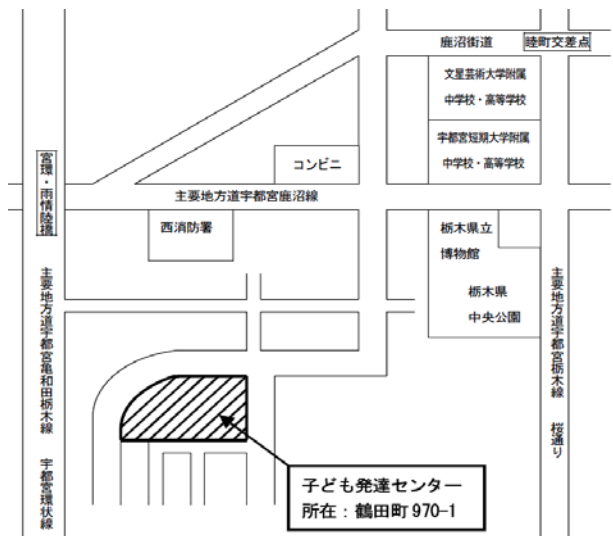 鹿沼街道
睦町交差点
文星芸術大学附属
中学校・高等学校
宇都宮短期大学附属
中学校・高等学校
コンビニ
宮環・雨情陸橋
主要地方道宇都宮鹿沼線
西消防署
栃木県立
博物館
栃木県
中央公園
主要地方道宇都宮亀和田栃木線 宇都宮環状線
主要地方道宇都宮栃木線 桜通り
子ども発達センター
所在：鶴田町970-1